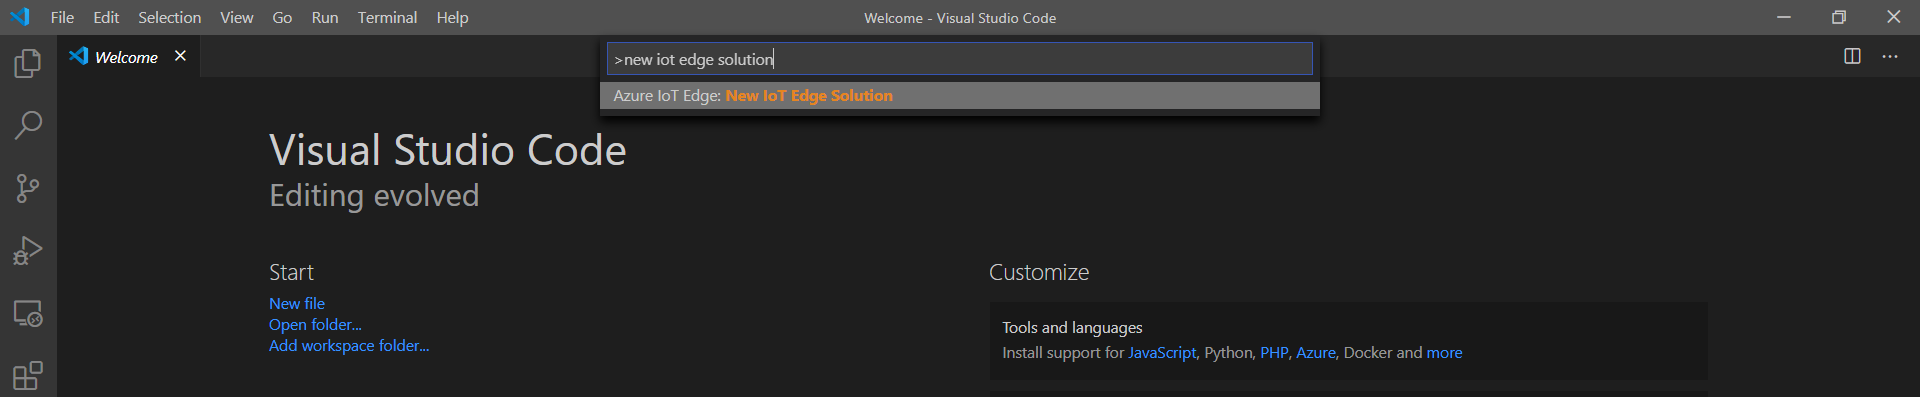 File Edit Selection View Go Run Terminal Help
Welcome - Visual Studio Code
Welcome
>new iot edge solution
Azure IoT Edge: New IoT Edge Solution
Visual Studio Code
Editing evolved
Start
New file
Open folder...
Add workspace folder...
Customize
Tools and languages
Install support for JavaScript, Python, PHP, Azure, Docker and more